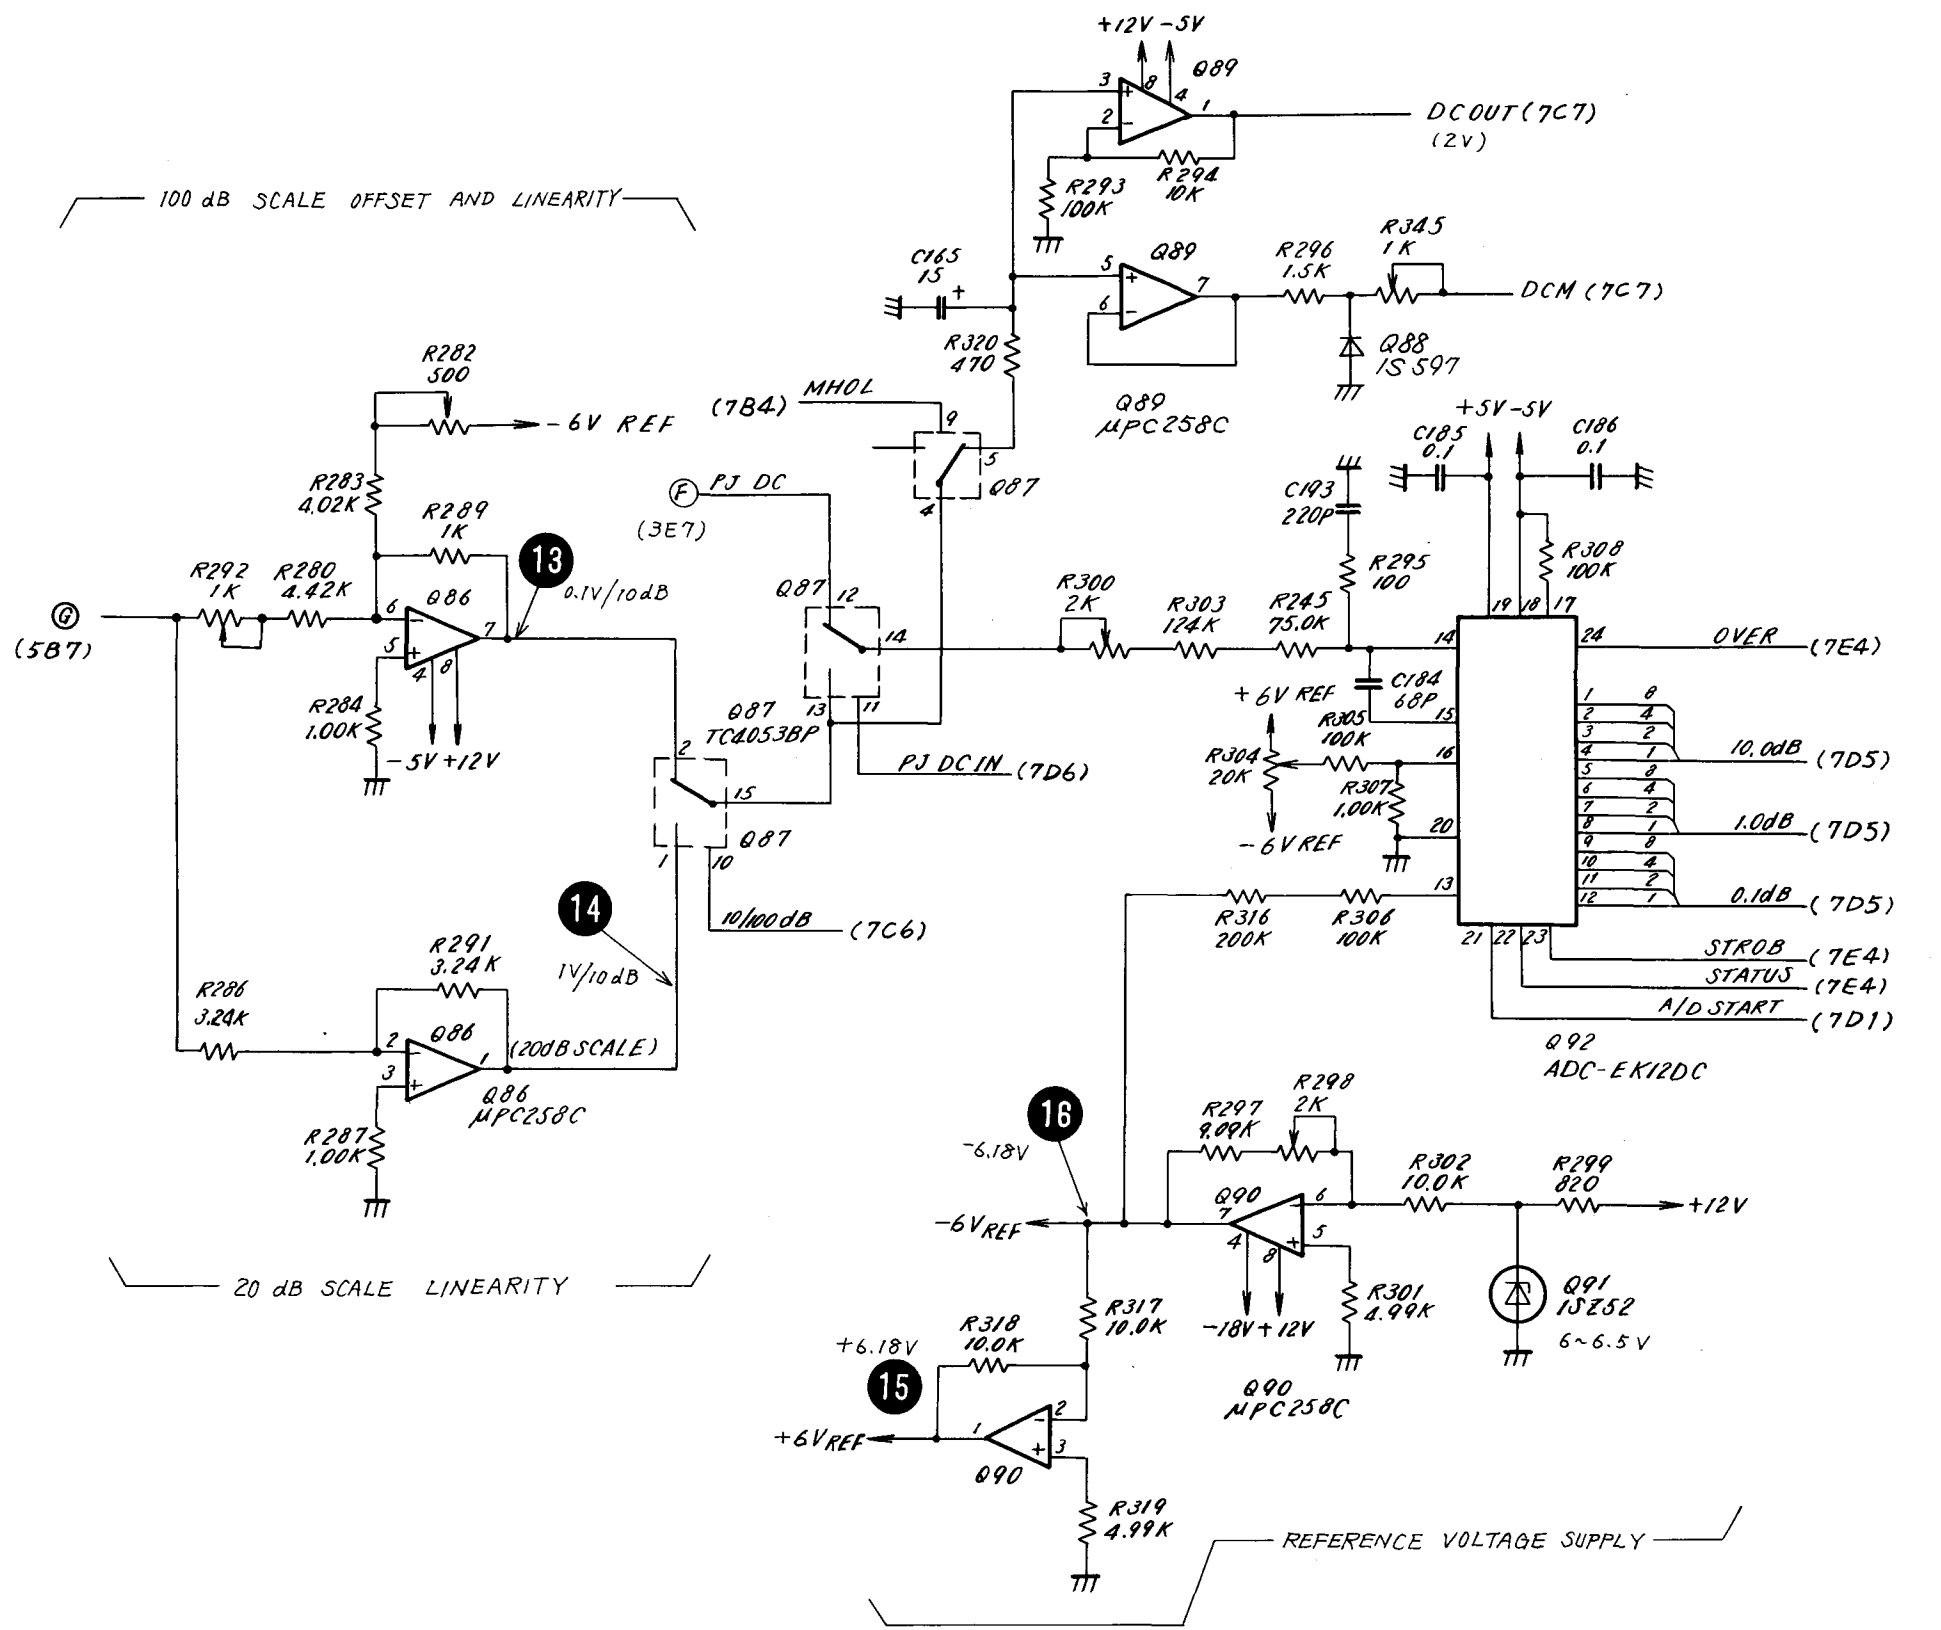 +12V -5V
Q89
3
8
4
1
2
DCOUT (7C7)
(2V)
R293
100K
R294
10K
100 dB SCALE OFFSET AND LINEARITY
C165
15
+
Q89
5
6
7
R296
1.5K
R345
1K
DCM (7C7)
R320
470
Q88
1S597
Q89
μPC258C
R282
500
-6V REF
MHOL
(7B4)
9
5
Q87
4
+5V -5V
C185
0.1
C186
0.1
R283
4.02K
R289
1K
F
PJ DC
(3E7)
C193
220P
R295
100
R308
100K
13
0.1V/10dB
R292
1K
R280
4.42K
Q86
6
5
7
4
8
G
(5B7)
Q87
12
14
13
11
R300
2K
R303
124K
R245
75.0K
19
18
17
14
24
OVER
(7E4)
R284
1.00K
-5V +12V
Q87
TC4053BP
PJ DC IN (7D6)
+6V REF
C184
68P
R305
100K
R304
20K
R307
1.00K
-6V REF
15
16
20
13
1 8
2 4
3 2
4 1
10.0dB (7D5)
5 8
6 4
7 2
8 1
1.0dB (7D5)
9 8
10 4
11 2
12 1
0.1dB (7D5)
2
15
Q87
1
10
10/100dB (7C6)
14
1V/10dB
R316
200K
R306
100K
21
22
23
STROB (7E4)
STATUS (7E4)
A/D START (7D1)
Q92
ADC-EK12DC
R291
3.24K
R286
3.24K
Q86
2
3
1
(20dB SCALE)
Q86
μPC258C
R287
1.00K
20 dB SCALE LINEARITY
16
-6.18V
R297
9.09K
R298
2K
Q90
7
6
5
4
8
-6VREF
R302
10.0K
R299
820
+12V
R301
4.99K
-18V +12V
Q91
1SZ52
6~6.5V
Q90
μPC258C
R317
10.0K
R318
10.0K
+6.18V
15
+6VREF
1
2
3
Q90
R319
4.99K
REFERENCE VOLTAGE SUPPLY